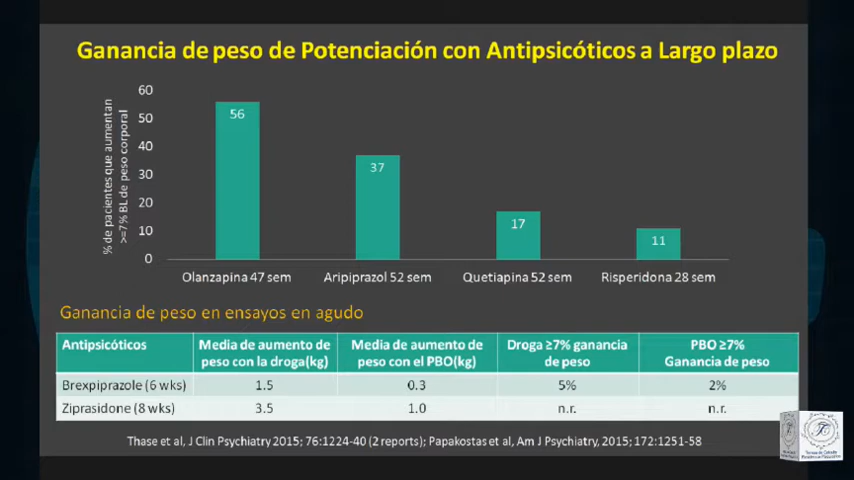 Ganancia de peso de Potenciación con Antipsicóticos a Largo plazo
% de pacientes que aumentan
>=7% BL de peso corporal
60
50
40
30
20
10
0
56
37
17
11
Olanzapina 47 sem
Aripiprazol 52 sem
Quetiapina 52 sem
Risperidona 28 sem
Ganancia de peso en ensayos en agudo
Antipsicóticos
Media de aumento de
peso con la droga(kg)
Media de aumento de
peso con el PBO(kg)
Droga ≥7% ganancia
de peso
PBO ≥7%
Ganancia de peso
Brexpiprazole (6 wks) 1.5 0.3 5% 2%
Ziprasidone (8 wks) 3.5 1.0 n.r. n.r.
Thase et al, J Clin Psychiatry 2015; 76:1224-40 (2 reports); Papakostas et al, Am J Psychiatry, 2015; 172:1251-58